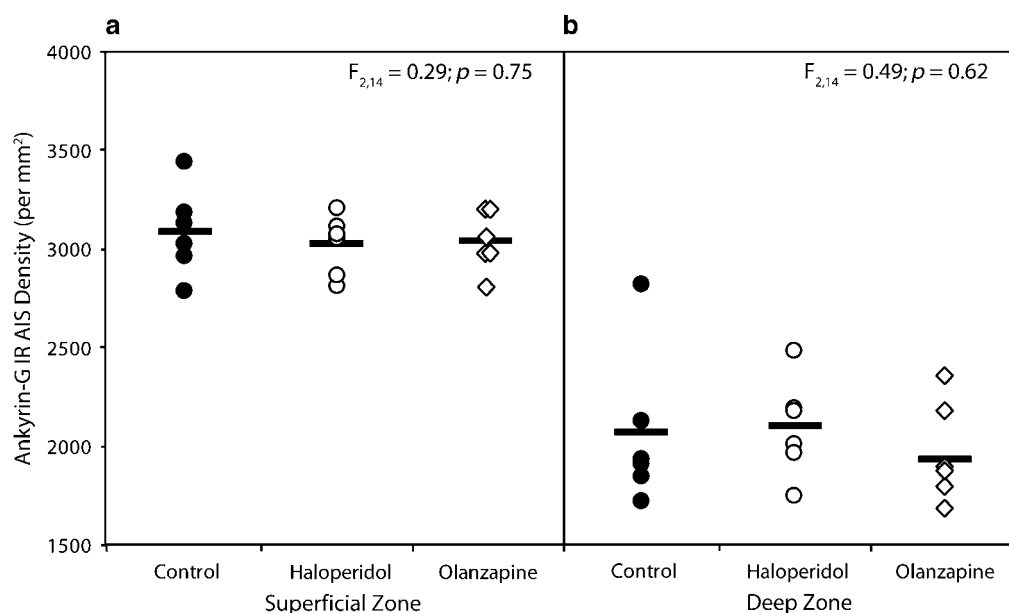 a
b
F2,14 = 0.29; p = 0.75
F2,14 = 0.49; p = 0.62
Ankyrin-G IR AIS Density (per mm²)
4000
3500
3000
2500
2000
1500
Control Haloperidol Olanzapine
Superficial Zone
Control Haloperidol Olanzapine
Deep Zone